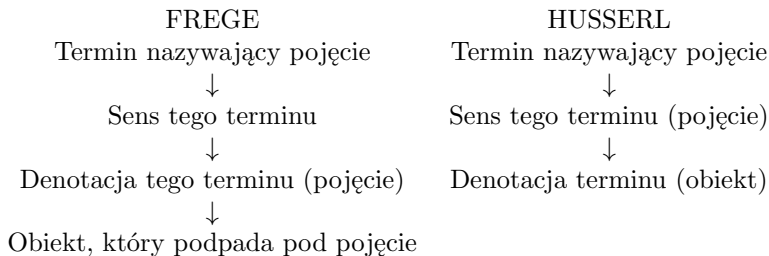 FREGE HUSSERL
Termin nazywający pojęcie Termin nazywający pojęcie
↓ ↓
Sens tego terminu Sens tego terminu (pojęcie)
↓ ↓
Denotacja tego terminu (pojęcie) Denotacja terminu (obiekt)
↓
Obiekt, który podpada pod pojęcie